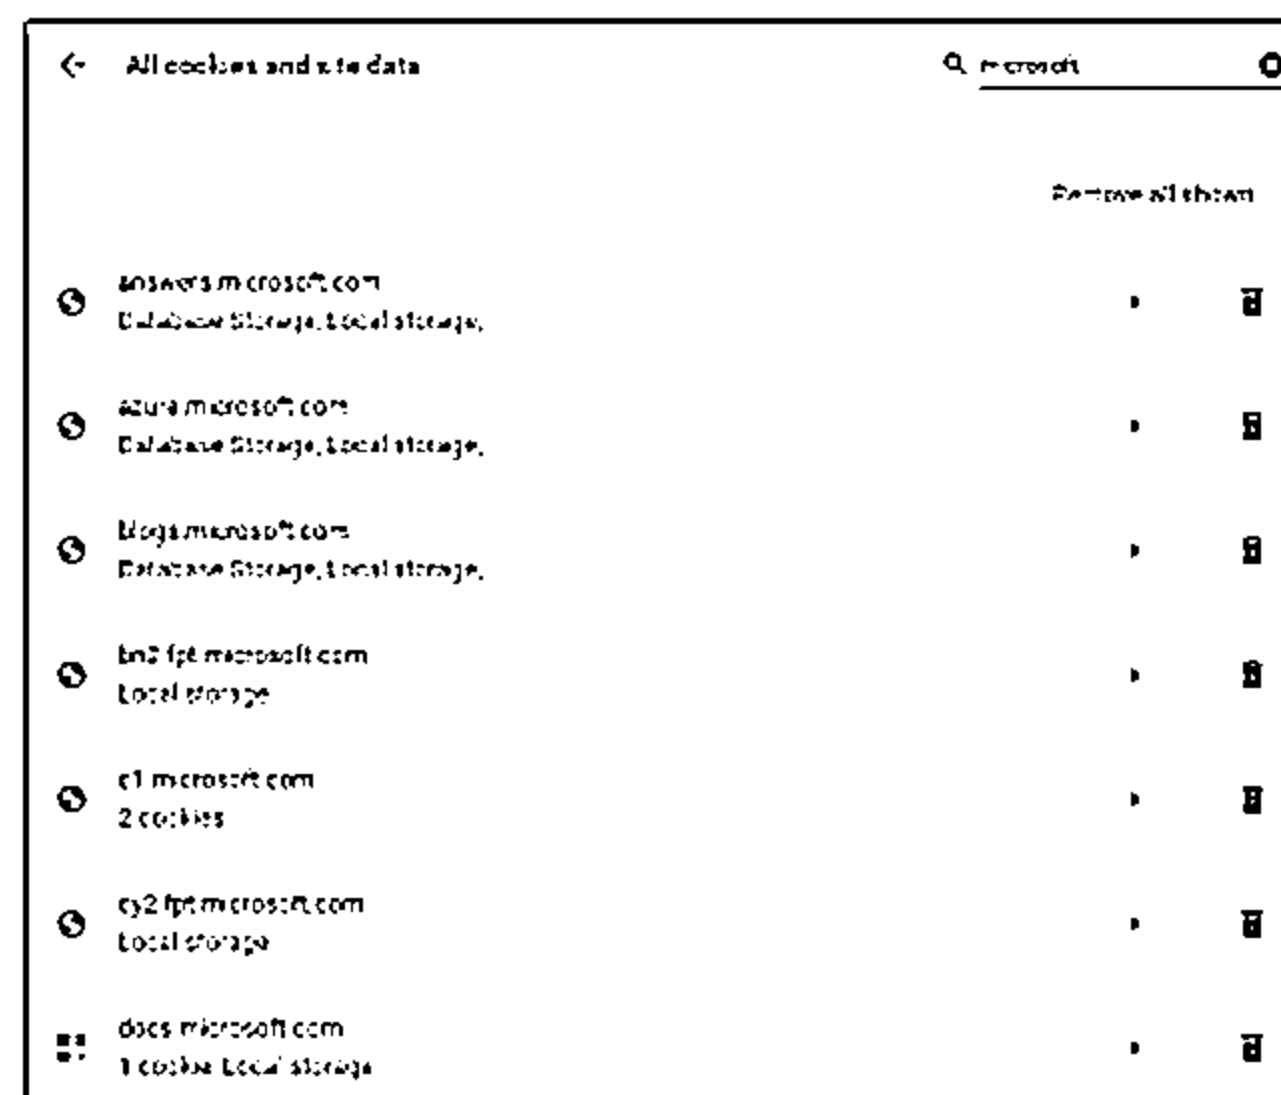 All cookies and site data
microsoft
Remove all shown
answers.microsoft.com
Database Storage, Local storage,
azure.microsoft.com
Database Storage, Local storage,
blogs.microsoft.com
Database Storage, Local storage,
bn2.fpt.microsoft.com
Local storage
c1.microsoft.com
2 cookies
cy2.fpt.microsoft.com
Local storage
docs.microsoft.com
1 cookie, Local storage